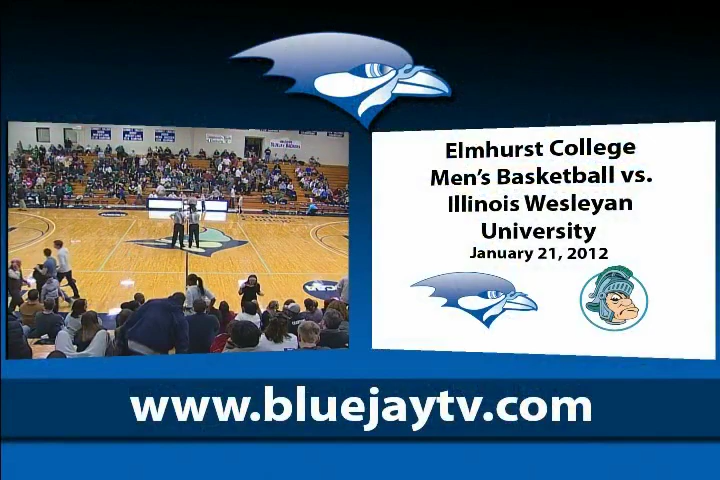 Elmhurst College
Men's Basketball vs.
Illinois Wesleyan
University
January 21, 2012
www.bluejaytv.com